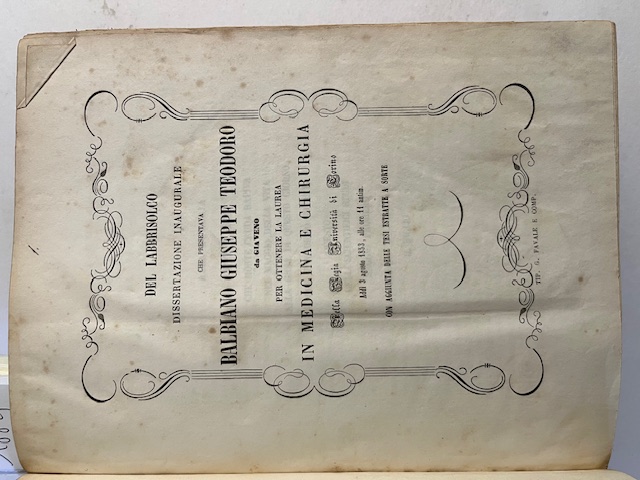 DEL LABBRISOLCO
DISSERTAZIONE INAUGURALE
CHE PRESENTAVA
BALBIANO GIUSEPPE TEODORO
da GIAVENO
PER OTTENERE LA LAUREA
IN MEDICINA E CHIRURGIA
Nella Regia Università di Torino
Addì 3 agosto 1853, alle ore 11 antim.
CON AGGIUNTA DELLE TESI ESTRATTE A SORTE
TIP. G. FAVALE E COMP.